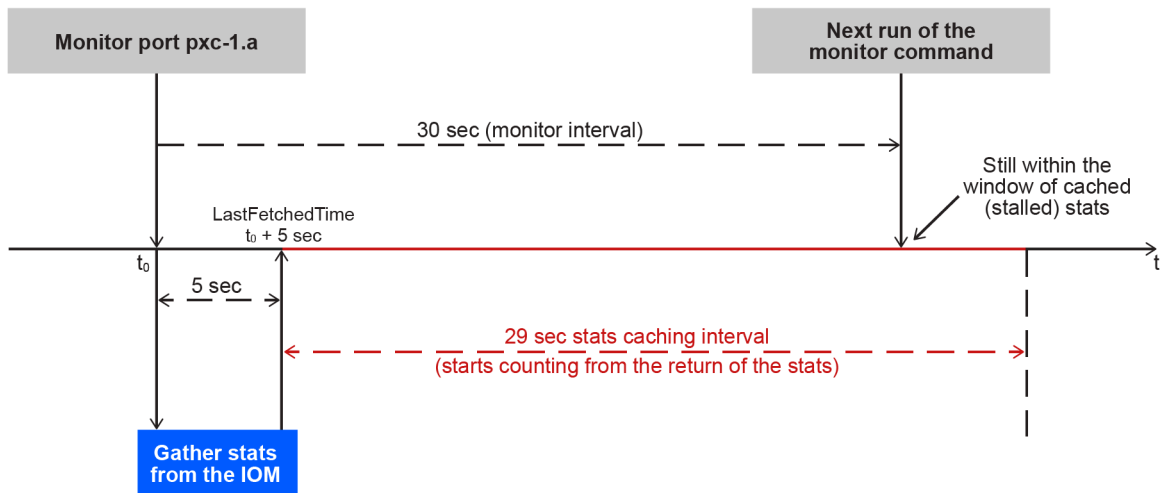 Monitor port pxc-1.a
Next run of the
monitor command
30 sec (monitor interval)
Still within the
window of cached
(stalled) stats
LastFetchedTime
t₀ + 5 sec
t₀
t
5 sec
29 sec stats caching interval
(starts counting from the return of the stats)
Gather stats
from the IOM